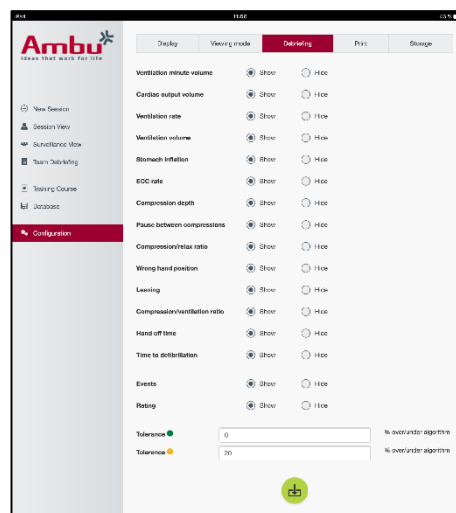 iPad 11:56 45 %
Ambu
Ideas that work for life
Display Viewing mode Debriefing Print Storage
Ventilation minute volume Show Hide
Cardiac output volume Show Hide
Ventilation rate Show Hide
New Session
Ventilation volume Show Hide
Session View
Surveillance View
Stomach inflation Show Hide
Team Debriefing
ECC rate Show Hide
Training Course
Compression depth Show Hide
Database
Pause between compressions Show Hide
Configuration
Compression/relax ratio Show Hide
Wrong hand position Show Hide
Leaning Show Hide
Compression/ventilation ratio Show Hide
Hand off time Show Hide
Time to defibrillation Show Hide
Events Show Hide
Rating Show Hide
Tolerance 0 % over/under algorithm
Tolerance 20 % over/under algorithm